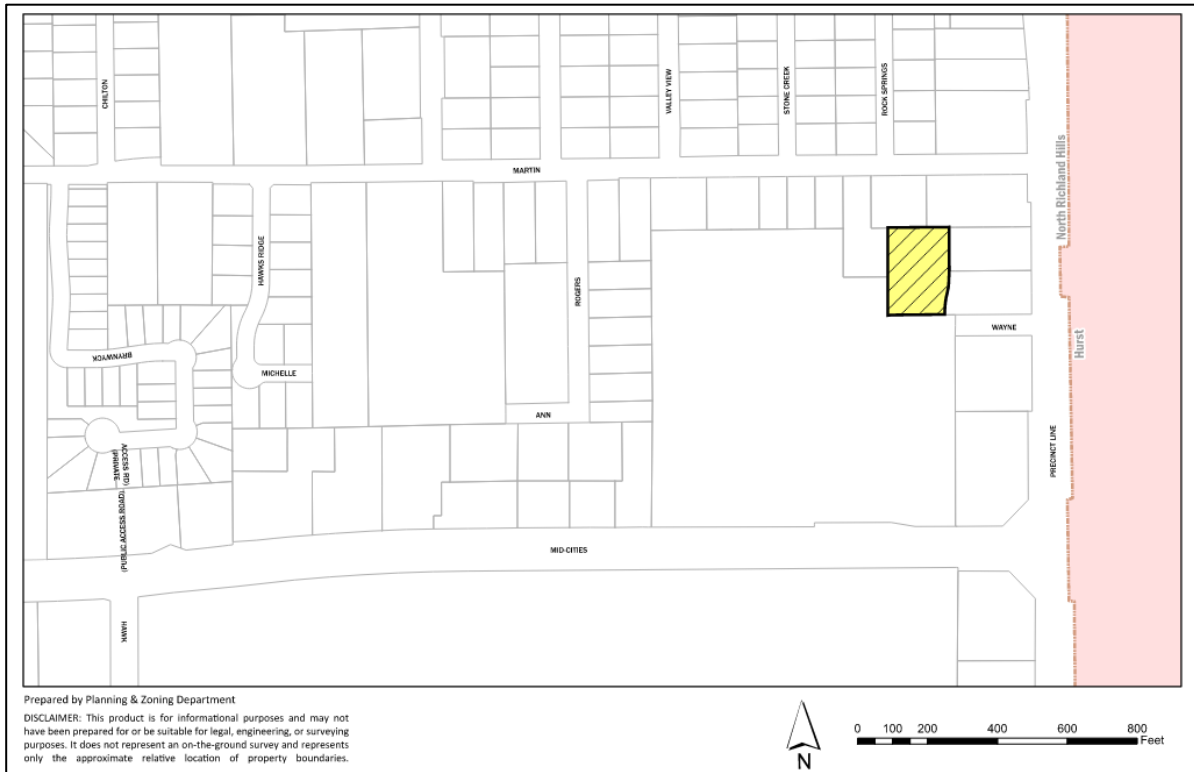 CHILTON
VALLEY VIEW
STONE CREEK
ROCK SPRINGS
MARTIN
North Richland Hills
HAWKS RIDGE
ROGERS
WAYNE
Hurst
BRYNWYCK
MICHELLE
ANN
PRECINCT LINE
ACCESS RD)
(PRIVATE
(PUBLIC ACCESS ROAD)
MID-CITIES
HAWK
Prepared by Planning & Zoning Department
DISCLAIMER: This product is for informational purposes and may not
have been prepared for or be suitable for legal, engineering, or surveying
purposes. It does not represent an on-the-ground survey and represents
only the approximate relative location of property boundaries.
N
0 100 200 400 600 800
Feet